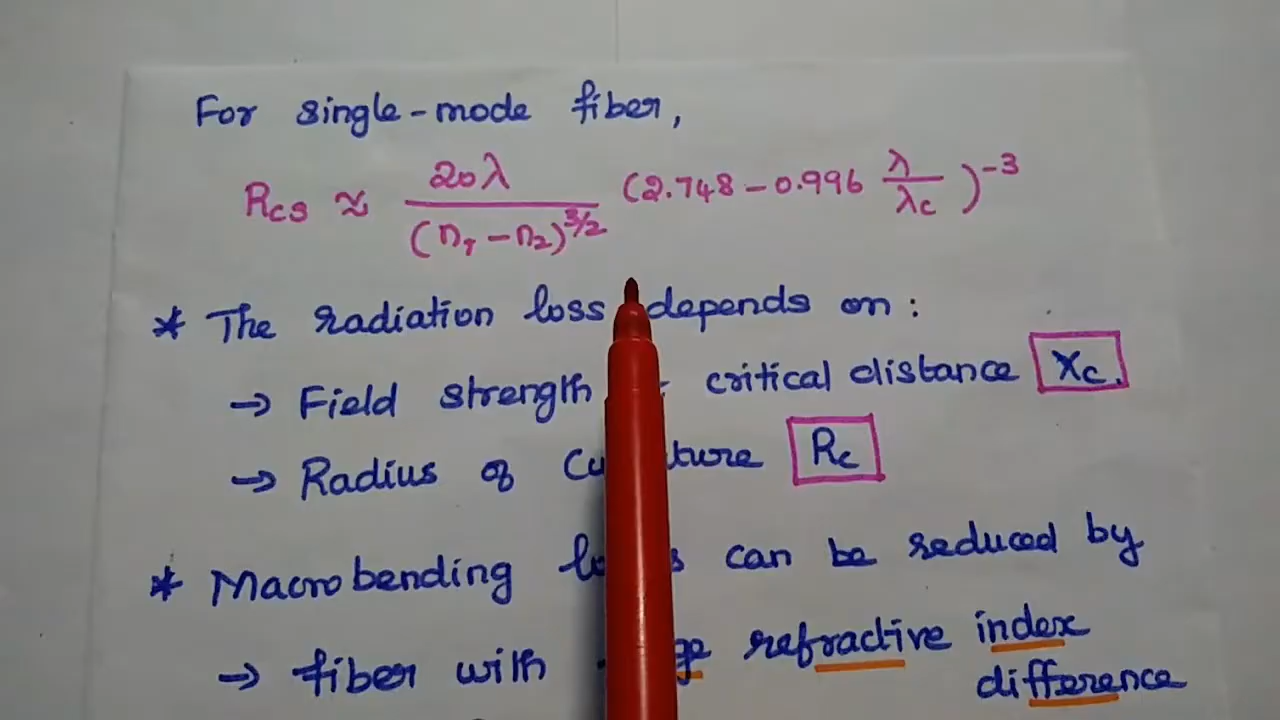 For single-mode fiber,
Rcs ≈ 20λ / (n₁ - n₂)^3/2 (2.748 - 0.996 λ/λc)^-3
* The radiation loss depends on:
→ Field strength critical distance Xc.
→ Radius of Rc
* Macrobending can be reduced by
→ fiber with refractive index
difference